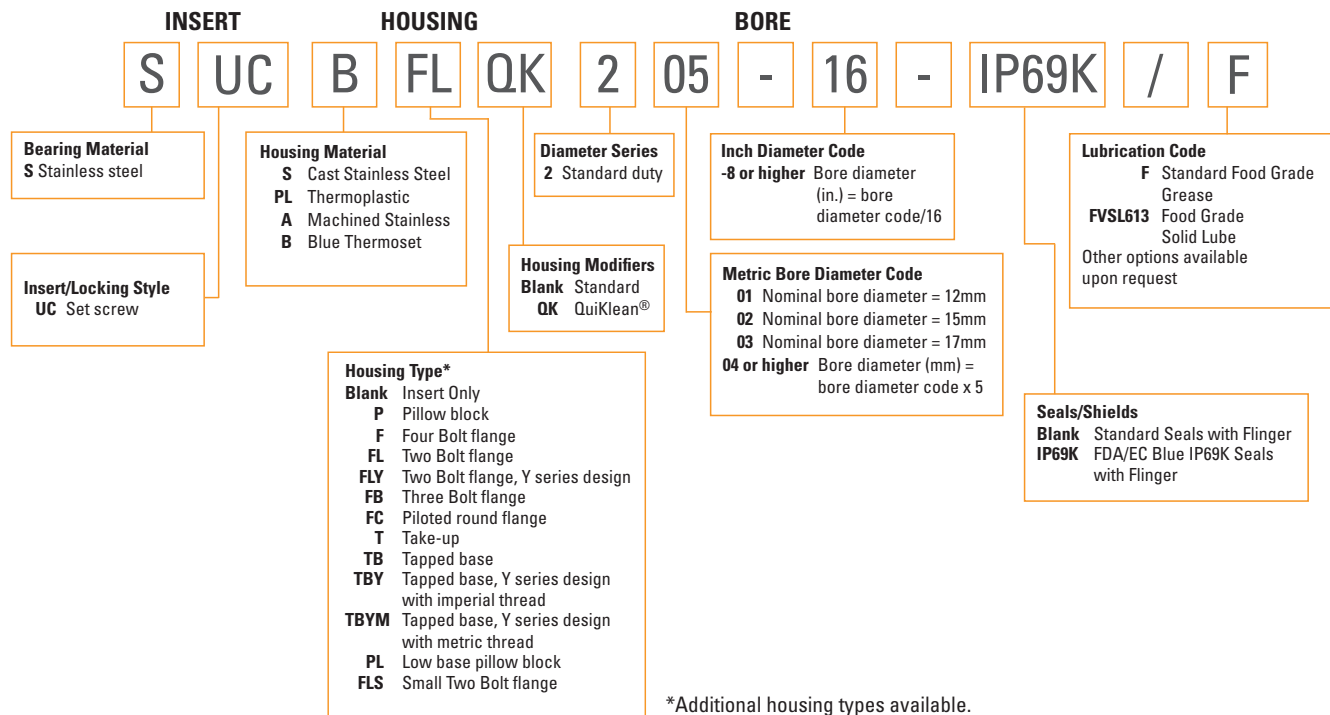 INSERT HOUSING BORE
S UC B FL QK 2 05 - 16 - IP69K / F
Bearing Material
S Stainless steel
Insert/Locking Style
UC Set screw
Housing Material
S Cast Stainless Steel
PL Thermoplastic
A Machined Stainless
B Blue Thermoset
Housing Type*
Blank Insert Only
P Pillow block
F Four Bolt flange
FL Two Bolt flange
FLY Two Bolt flange, Y series design
FB Three Bolt flange
FC Piloted round flange
T Take-up
TB Tapped base
TBY Tapped base, Y series design
with imperial thread
TBYM Tapped base, Y series design
with metric thread
PL Low base pillow block
FLS Small Two Bolt flange
Housing Modifiers
Blank Standard
QK QuiKlean®
Diameter Series
2 Standard duty
Inch Diameter Code
-8 or higher Bore diameter
(in.) = bore
diameter code/16
Metric Bore Diameter Code
01 Nominal bore diameter = 12mm
02 Nominal bore diameter = 15mm
03 Nominal bore diameter = 17mm
04 or higher Bore diameter (mm) =
bore diameter code x 5
Lubrication Code
F Standard Food Grade
Grease
FVSL613 Food Grade
Solid Lube
Other options available
upon request
Seals/Shields
Blank Standard Seals with Flinger
IP69K FDA/EC Blue IP69K Seals
with Flinger
*Additional housing types available.